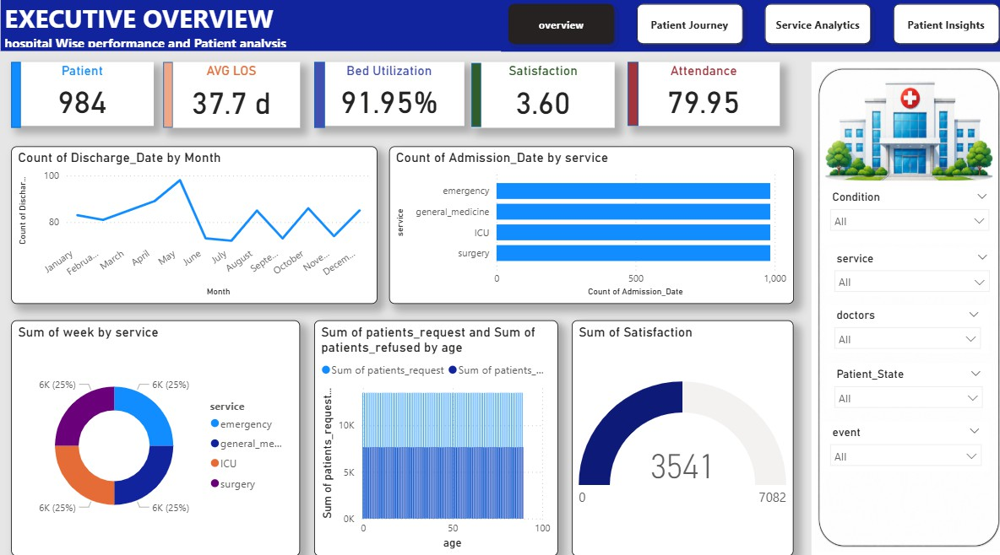 EXECUTIVE OVERVIEW
hospital Wise performance and Patient analysis
overview
Patient Journey
Service Analytics
Patient Insights
Patient
984
AVG LOS
37.7 d
Bed Utilization
91.95%
Satisfaction
3.60
Attendance
79.95
Count of Discharge_Date by Month
Count of Dischar...
100
80
January
Februa...
March
April
May
June
July
August
Septe...
October
Nove...
Decem...
Month
Count of Admission_Date by service
service
emergency
general_medicine
ICU
surgery
0
500
1,000
Count of Admission_Date
Sum of week by service
6K (25%)
6K (25%)
6K (25%)
6K (25%)
service
emergency
general_me...
ICU
surgery
Sum of patients_request and Sum of
patients_refused by age
Sum of patients_request
Sum of patients_...
Sum of patients_request...
10K
5K
0K
0
50
100
age
Sum of Satisfaction
3541
0
7082
Condition
All
service
All
doctors
All
Patient_State
All
event
All